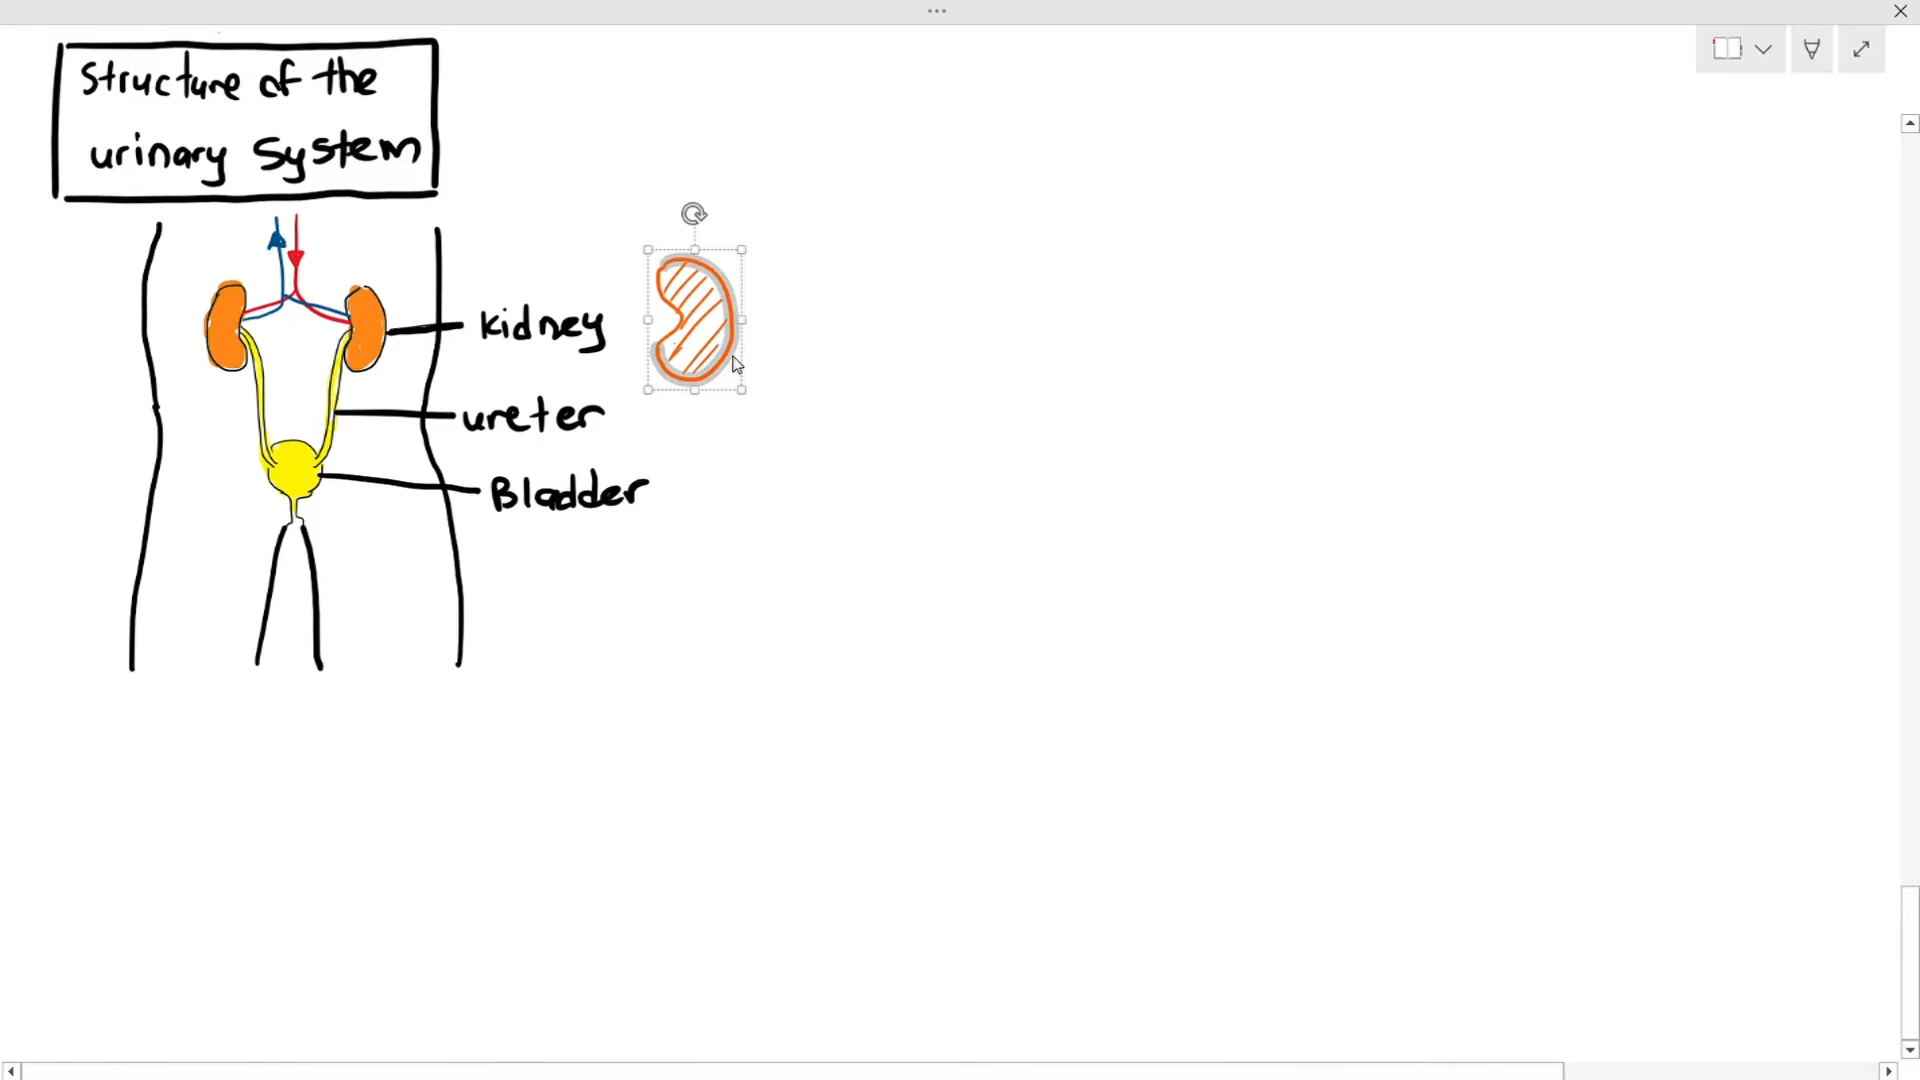 Structure of the
urinary System
kidney
ureter
Bladder